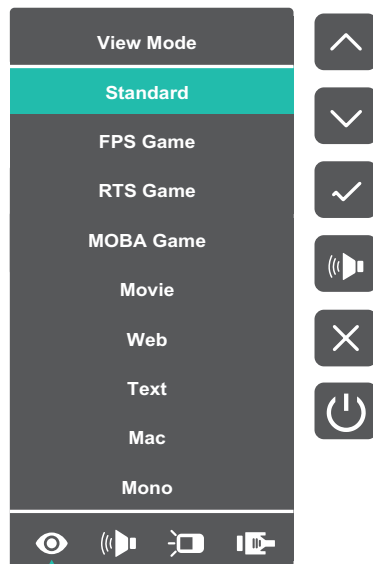 View Mode
Standard
FPS Game
RTS Game
MOBA Game
Movie
Web
Text
Mac
Mono